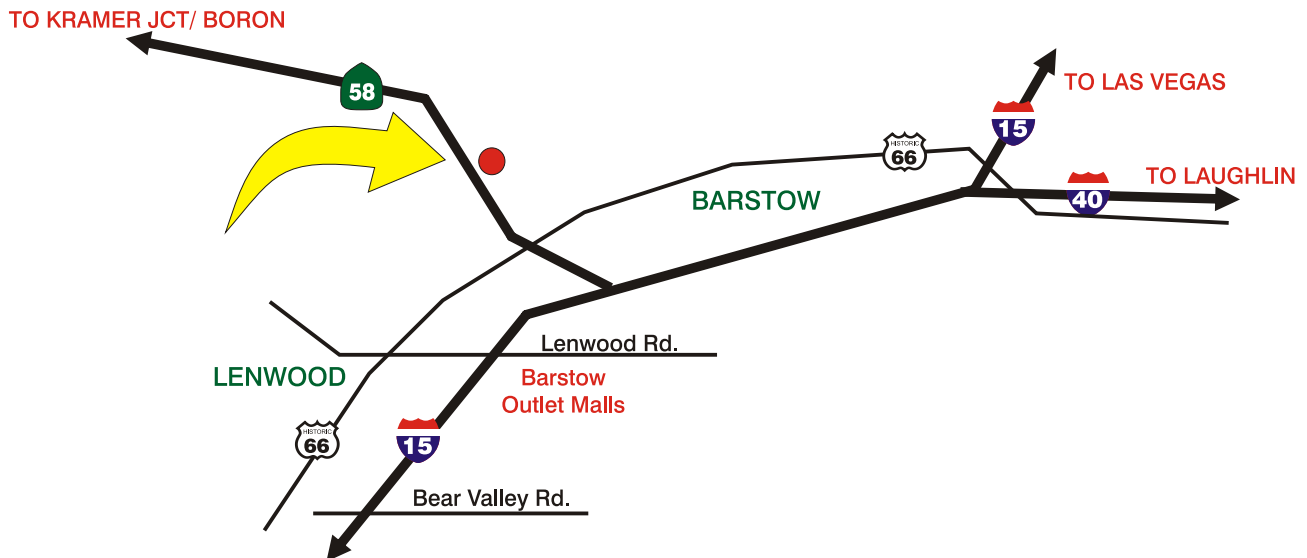 TO KRAMER JCT/ BORON
58
TO LAS VEGAS
15
HISTORIC
66
TO LAUGHLIN
40
BARSTOW
Lenwood Rd.
LENWOOD
Barstow
Outlet Malls
HISTORIC
66
15
Bear Valley Rd.